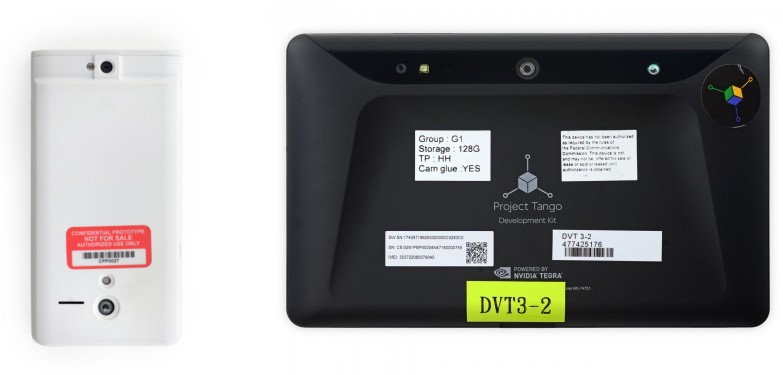 CONFIDENTIAL PROTOTYPE
NOT FOR SALE
AUTHORIZED USE ONLY
CPP0027
Group : G1
Storage : 128G
TP : HH
Cam glue :YES
This device has not been authorized
as required by the rules of
the Federal Communications
Commission. This device is not,
and may not be, offered for sale or
lease or sold or leased until
authorization is obtained.
Project Tango
Development Kit
DVT 3-2
477425176
POWERED BY
NVIDIA TEGRA
DVT3-2